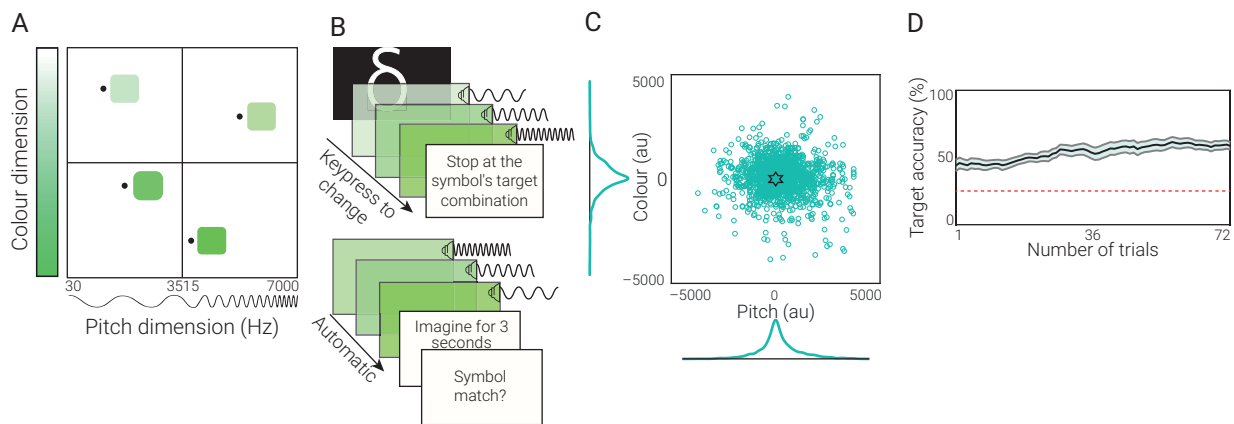 A
Colour dimension
30
3515
7000
Pitch dimension (Hz)
B
δ
Keypress to
change
Stop at the
symbol's target
combination
Automatic
Imagine for 3
seconds
Symbol
match?
C
5000
0
−5000
Colour (au)
−5000
0
5000
Pitch (au)
D
Target accuracy (%)
100
50
0
1
36
72
Number of trials